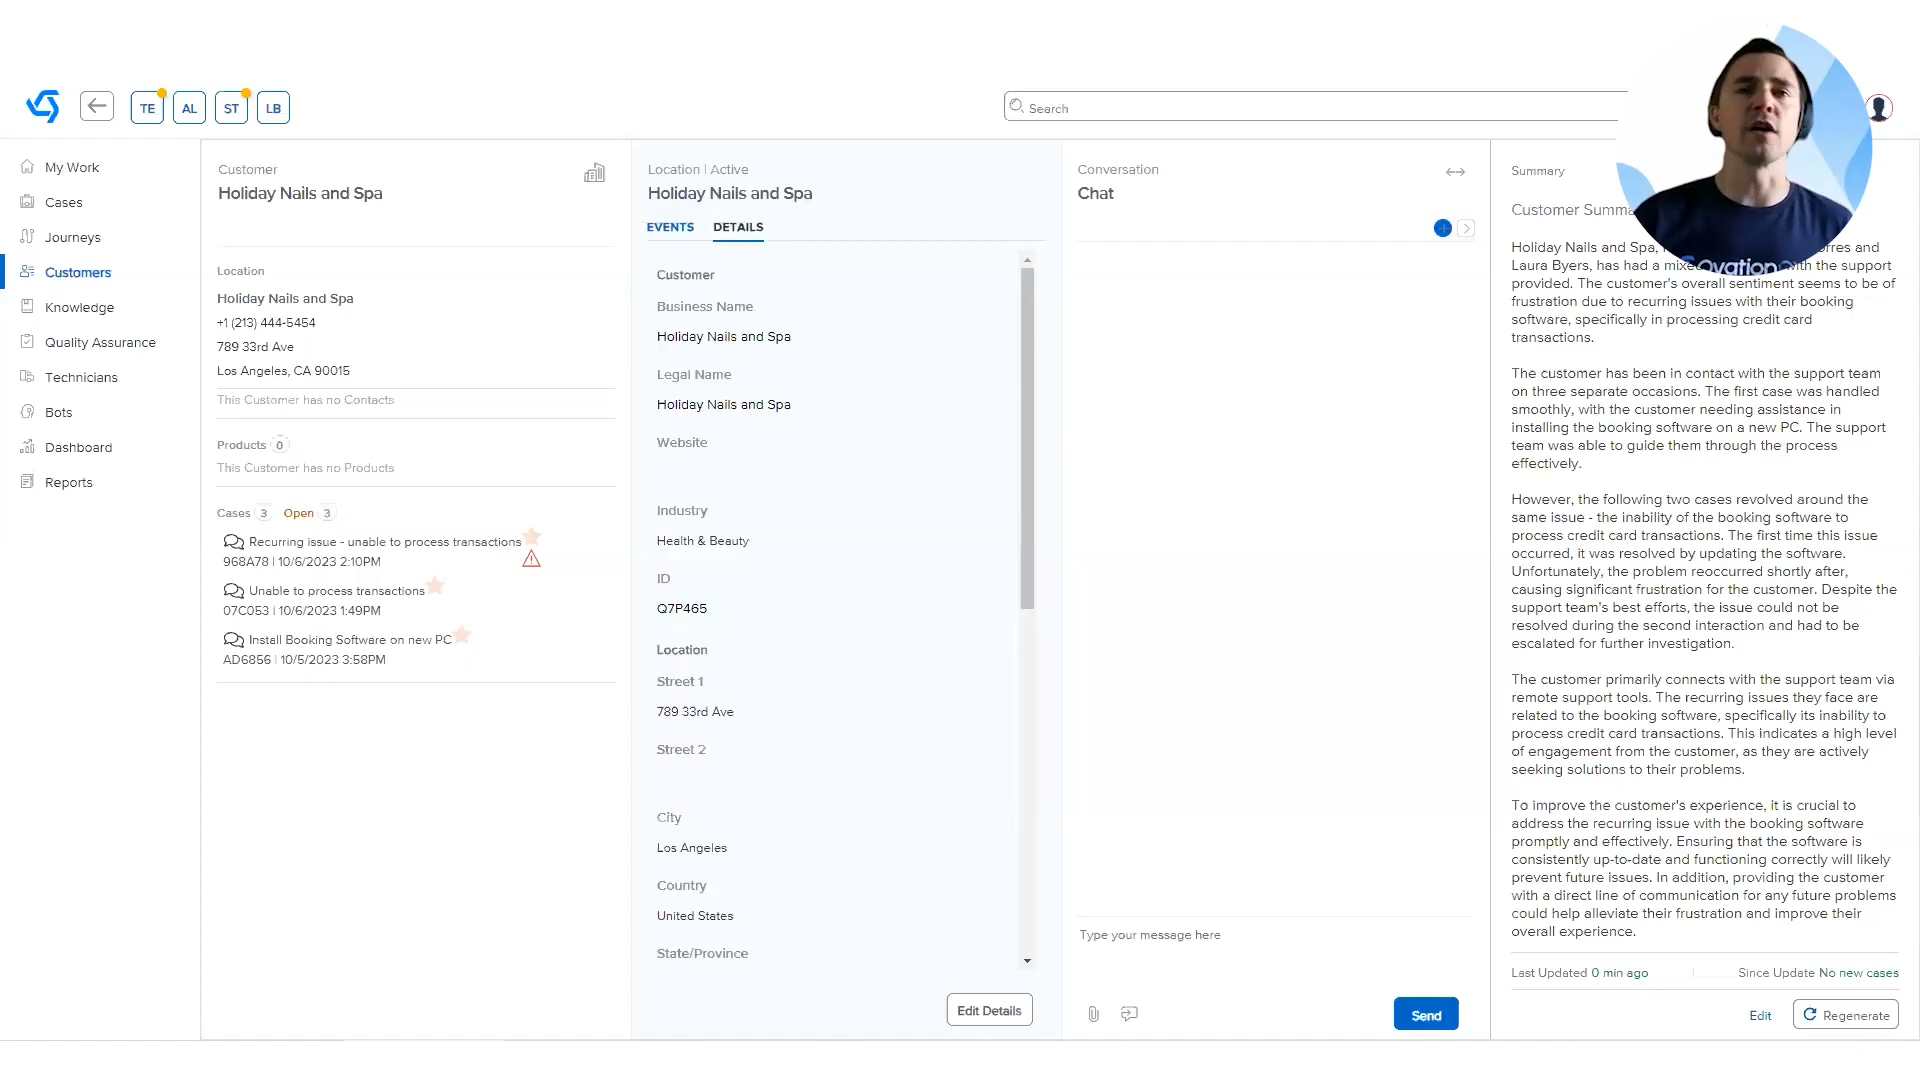 TE
AL
ST
LB
Search
My Work
Cases
Journeys
Customers
Knowledge
Quality Assurance
Technicians
Bots
Dashboard
Reports
Customer
Holiday Nails and Spa
Location
Holiday Nails and Spa
+1 (213) 444-5454
789 33rd Ave
Los Angeles, CA 90015
This Customer has no Contacts
Products 0
This Customer has no Products
Cases 3 Open 3
Recurring issue - unable to process transactions
968A78 | 10/6/2023 2:10PM
Unable to process transactions
07C053 | 10/6/2023 1:49PM
Install Booking Software on new PC
AD6856 | 10/5/2023 3:58PM
Location | Active
Holiday Nails and Spa
EVENTS DETAILS
Customer
Business Name
Holiday Nails and Spa
Legal Name
Holiday Nails and Spa
Website
Industry
Health & Beauty
ID
Q7P465
Location
Street 1
789 33rd Ave
Street 2
City
Los Angeles
Country
United States
State/Province
Edit Details
Conversation
Chat
Type your message here
Send
Summary
Customer
Holiday Nails and Spa, and
Laura Byers, has had a with the support
provided. The customer's overall sentiment seems to be of
frustration due to recurring issues with their booking
software, specifically in processing credit card
transactions.
The customer has been in contact with the support team
on three separate occasions. The first case was handled
smoothly, with the customer needing assistance in
installing the booking software on a new PC. The support
team was able to guide them through the process
effectively.
However, the following two cases revolved around the
same issue - the inability of the booking software to
process credit card transactions. The first time this issue
occurred, it was resolved by updating the software.
Unfortunately, the problem reoccurred shortly after,
causing significant frustration for the customer. Despite the
support team's best efforts, the issue could not be
resolved during the second interaction and had to be
escalated for further investigation.
The customer primarily connects with the support team via
remote support tools. The recurring issues they face are
related to the booking software, specifically its inability to
process credit card transactions. This indicates a high level
of engagement from the customer, as they are actively
seeking solutions to their problems.
To improve the customer's experience, it is crucial to
address the recurring issue with the booking software
promptly and effectively. Ensuring that the software is
consistently up-to-date and functioning correctly will likely
prevent future issues. In addition, providing the customer
with a direct line of communication for any future problems
could help alleviate their frustration and improve their
overall experience.
Last Updated 0 min ago
Since Update No new cases
Edit
Regenerate